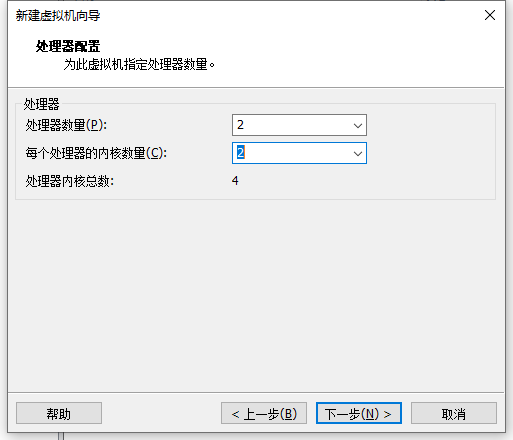 新建虚拟机向导
处理器配置
为此虚拟机指定处理器数量。
处理器
处理器数量(P): 2
每个处理器的内核数量(C): 2
处理器内核总数: 4
帮助 < 上一步(B) 下一步(N) > 取消